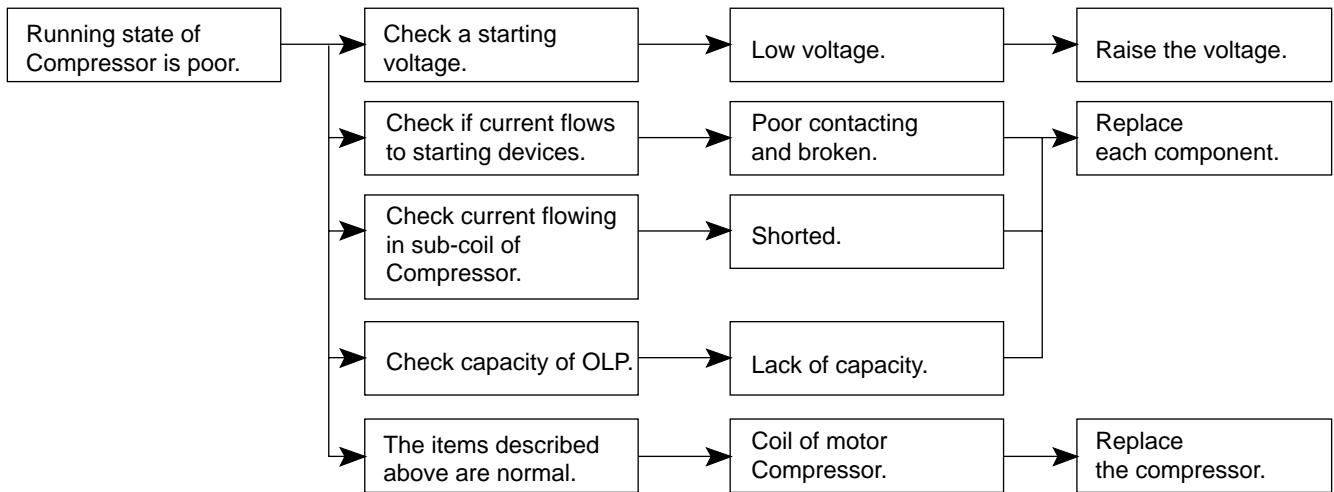 Running state of
Compressor is poor.
Check a starting
voltage.
Low voltage.
Raise the voltage.
Check if current flows
to starting devices.
Poor contacting
and broken.
Replace
each component.
Check current flowing
in sub-coil of
Compressor.
Shorted.
Check capacity of OLP.
Lack of capacity.
The items described
above are normal.
Coil of motor
Compressor.
Replace
the compressor.